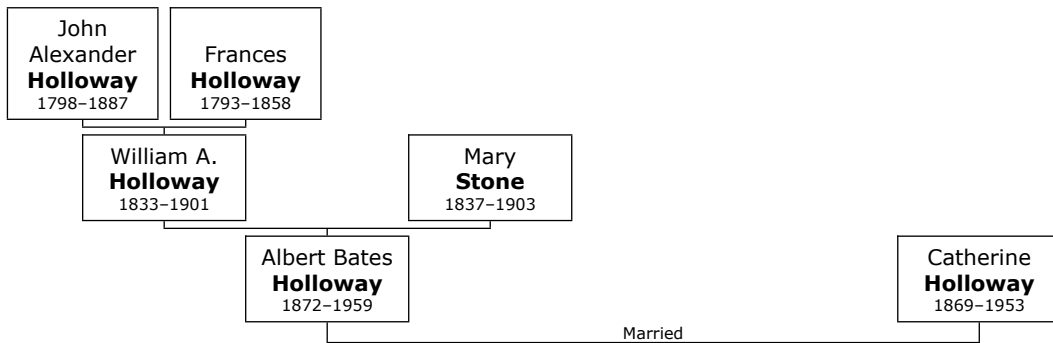 John
Alexander
Holloway
1798–1887
Frances
Holloway
1793–1858
William A.
Holloway
1833–1901
Mary
Stone
1837–1903
Albert Bates
Holloway
1872–1959
Catherine
Holloway
1869–1953
Married